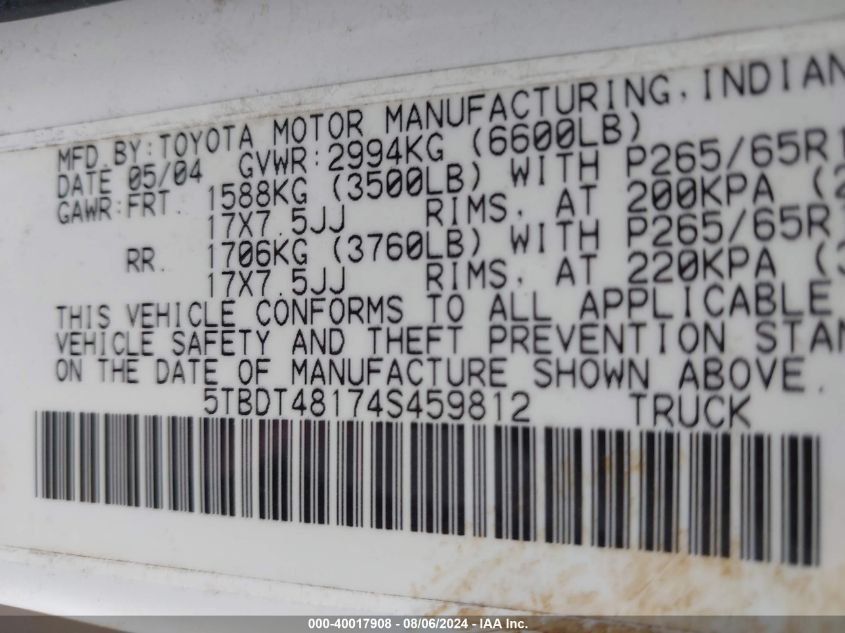 MFD.BY:TOYOTA MOTOR MANUFACTURING,INDIAN
DATE 05/04 GVWR:2994KG (6600LB)
GAWR:FRT. 1588KG (3500LB) WITH P265/65R1
17X7.5JJ RIMS, AT 200KPA (2
RR. 1706KG (3760LB) WITH P265/65R
17X7.5JJ RIMS, AT 220KPA (3
THIS VEHICLE CONFORMS TO ALL APPLICABLE
VEHICLE SAFETY AND THEFT PREVENTION STAN
ON THE DATE OF MANUFACTURE SHOWN ABOVE.
5TBDT48174S459812 TRUCK
000-40017908 - 08/06/2024 - IAA Inc.